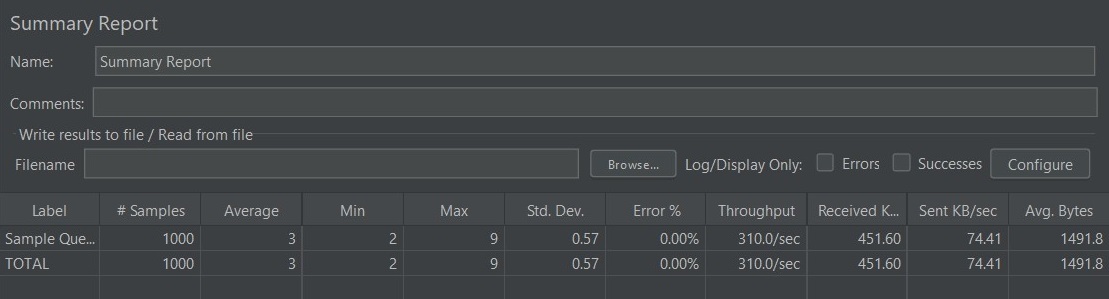 Summary Report
Name: Summary Report
Comments:
Write results to file / Read from file
Filename Browse... Log/Display Only: Errors Successes Configure
Label # Samples Average Min Max Std. Dev. Error % Throughput Received K... Sent KB/sec Avg. Bytes
Sample Que... 1000 3 2 9 0.57 0.00% 310.0/sec 451.60 74.41 1491.8
TOTAL 1000 3 2 9 0.57 0.00% 310.0/sec 451.60 74.41 1491.8